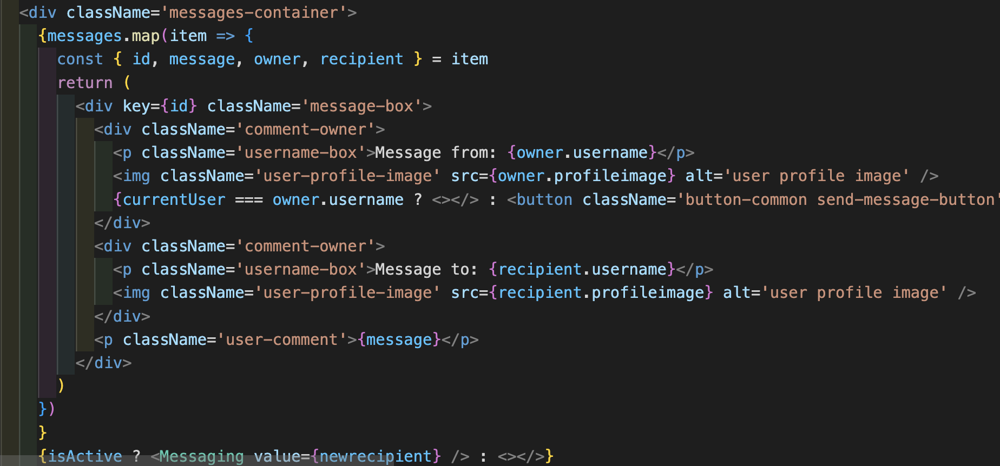 <div className='messages-container'>
{messages.map(item => {
const { id, message, owner, recipient } = item
return (
<div key={id} className='message-box'>
<div className='comment-owner'>
<p className='username-box'>Message from: {owner.username}</p>
<img className='user-profile-image' src={owner.profileimage} alt='user profile image' />
{currentUser === owner.username ? <></> : <button className='button-common send-message-button'
</div>
<div className='comment-owner'>
<p className='username-box'>Message to: {recipient.username}</p>
<img className='user-profile-image' src={recipient.profileimage} alt='user profile image' />
</div>
<p className='user-comment'>{message}</p>
</div>
)
})
}
{isActive ? <Messaging value={newrecipient} /> : <></>}